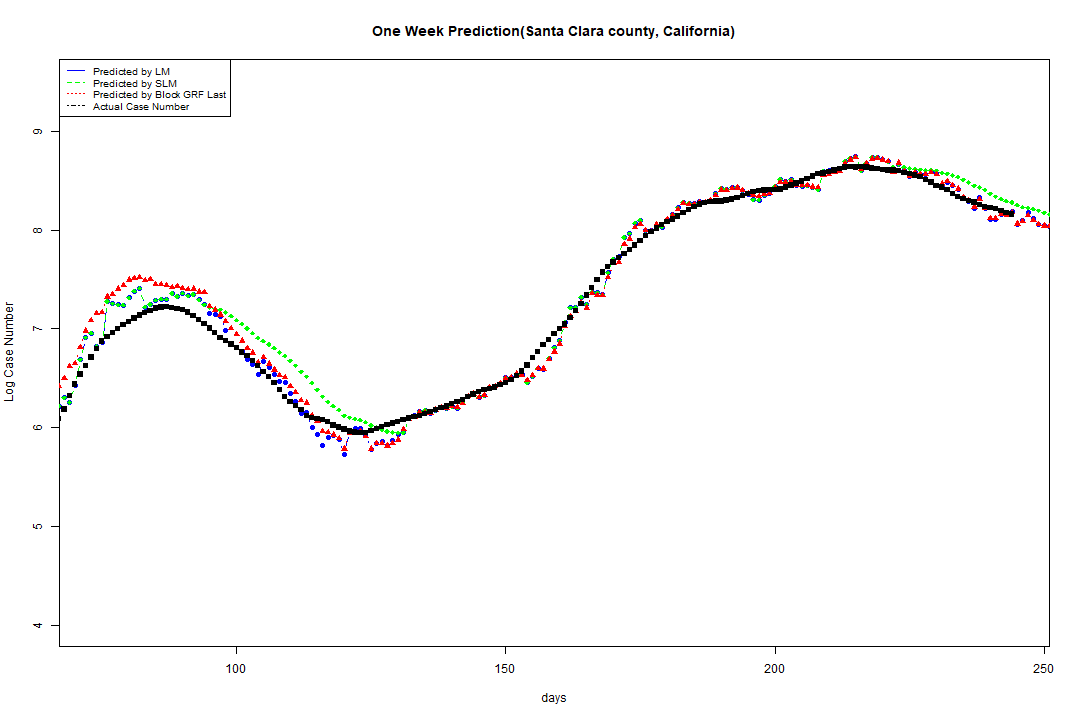 One Week Prediction(Santa Clara county, California)
Predicted by LM
Predicted by SLM
Predicted by Block GRF Last
Actual Case Number
9
8
7
6
5
4
Log Case Number
100 150 200 250
days